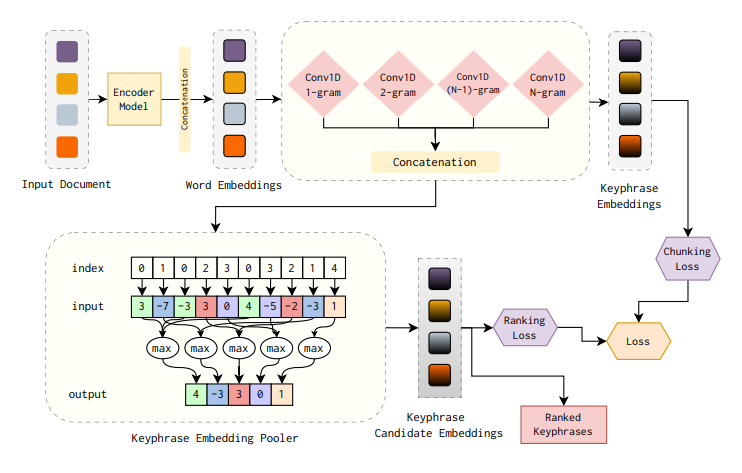 Input Document
Encoder
Model
Concatenation
Word Embeddings
Conv1D
1-gram
Conv1D
2-gram
Conv1D
(N-1)-gram
Conv1D
N-gram
Concatenation
Keyphrase
Embeddings
Chunking
Loss
index
0 1 0 2 3 0 3 2 1 4
input
3 -7 -3 3 0 4 -5 -2 -3 1
max max max max max
output
4 -3 3 0 1
Keyphrase Embedding Pooler
Keyphrase
Candidate Embeddings
Ranking
Loss
Loss
Ranked
Keyphrases